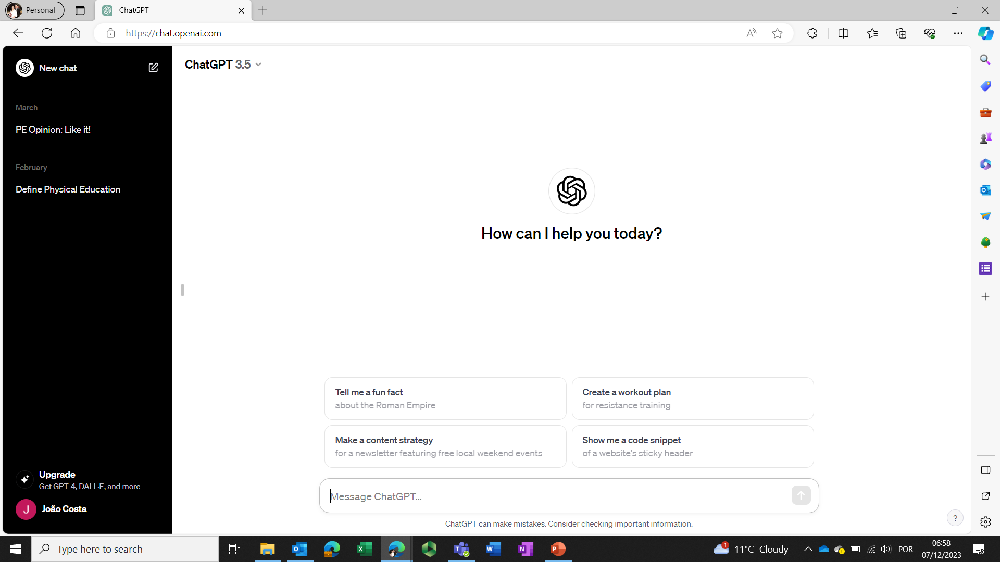 Personal
ChatGPT
https://chat.openai.com
New chat
March
PE Opinion: Like it!
February
Define Physical Education
Upgrade
Get GPT-4, DALL·E, and more
J
João Costa
ChatGPT 3.5
How can I help you today?
Tell me a fun fact
about the Roman Empire
Create a workout plan
for resistance training
Make a content strategy
for a newsletter featuring free local weekend events
Show me a code snippet
of a website's sticky header
Message ChatGPT...
ChatGPT can make mistakes. Consider checking important information.
?
Type here to search
1
11°C Cloudy
POR
06:58
07/12/2023